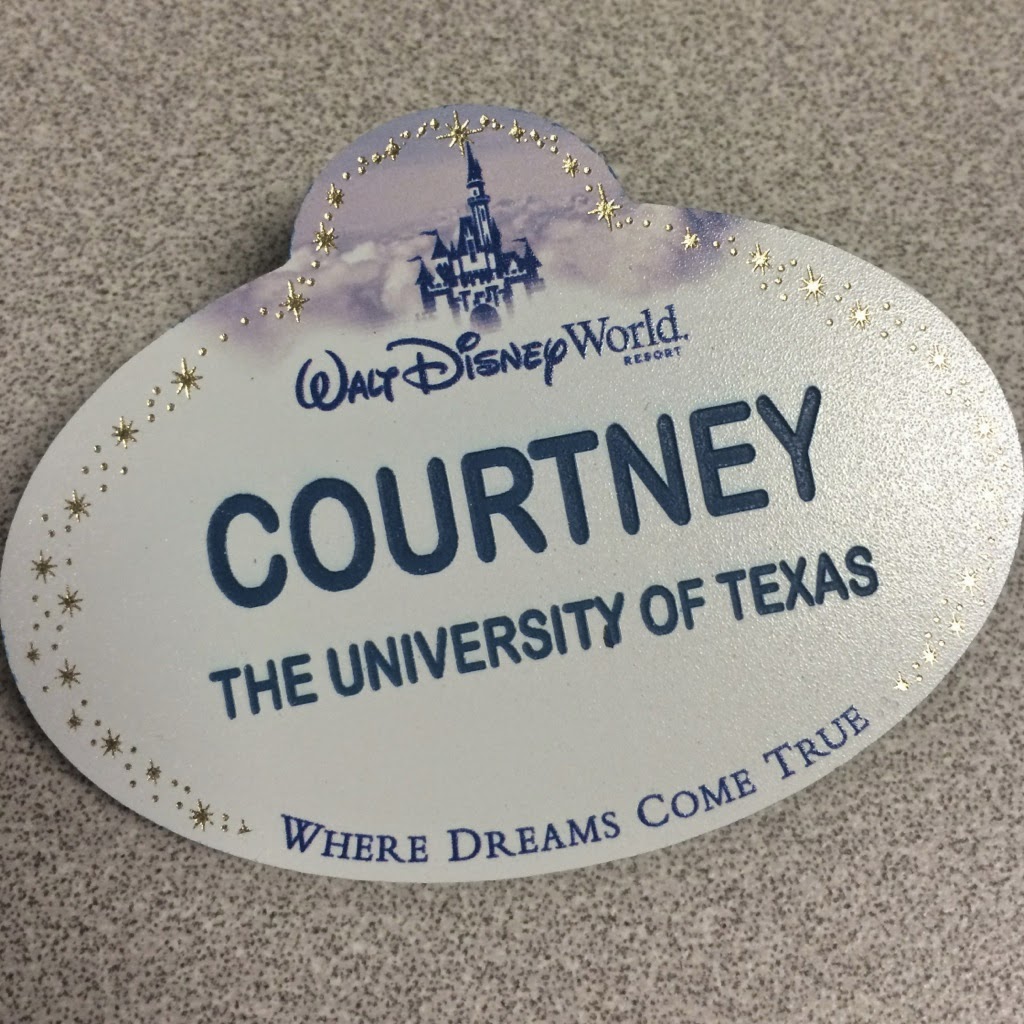 Walt Disney World.
RESORT
COURTNEY
THE UNIVERSITY OF TEXAS
WHERE DREAMS COME TRUE